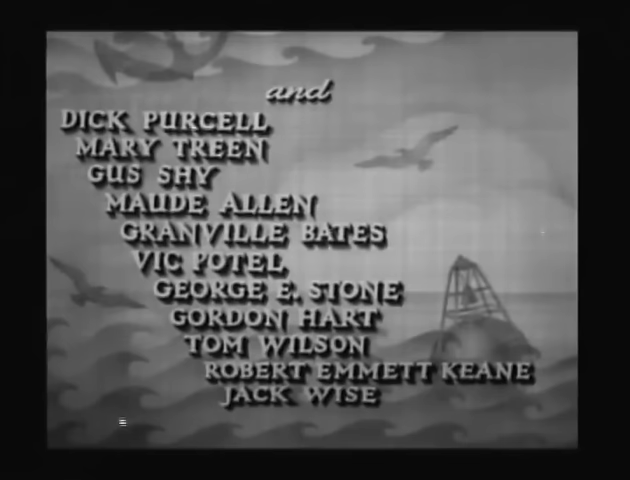 and
DICK PURCELL
MARY TREEN
GUS SHY
MAUDE ALLEN
GRANVILLE BATES
VIC POTEL
GEORGE E. STONE
GORDON HART
TOM WILSON
ROBERT EMMETT KEANE
JACK WISE